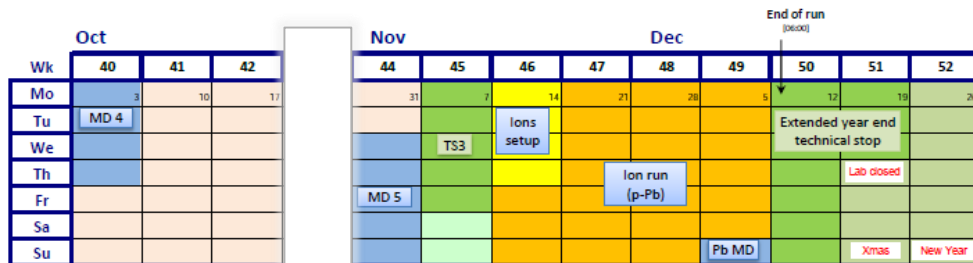 End of run
[06:00]
Oct Nov Dec
Wk 40 41 42 44 45 46 47 48 49 50 51 52
Mo 3 10 17 31 7 14 21 28 5 12 19 26
Tu MD 4 Ions Extended year end
We TS3 setup technical stop
Th Ion run Lab closed
Fr MD 5 (p-Pb)
Sa
Su Pb MD Xmas New Year